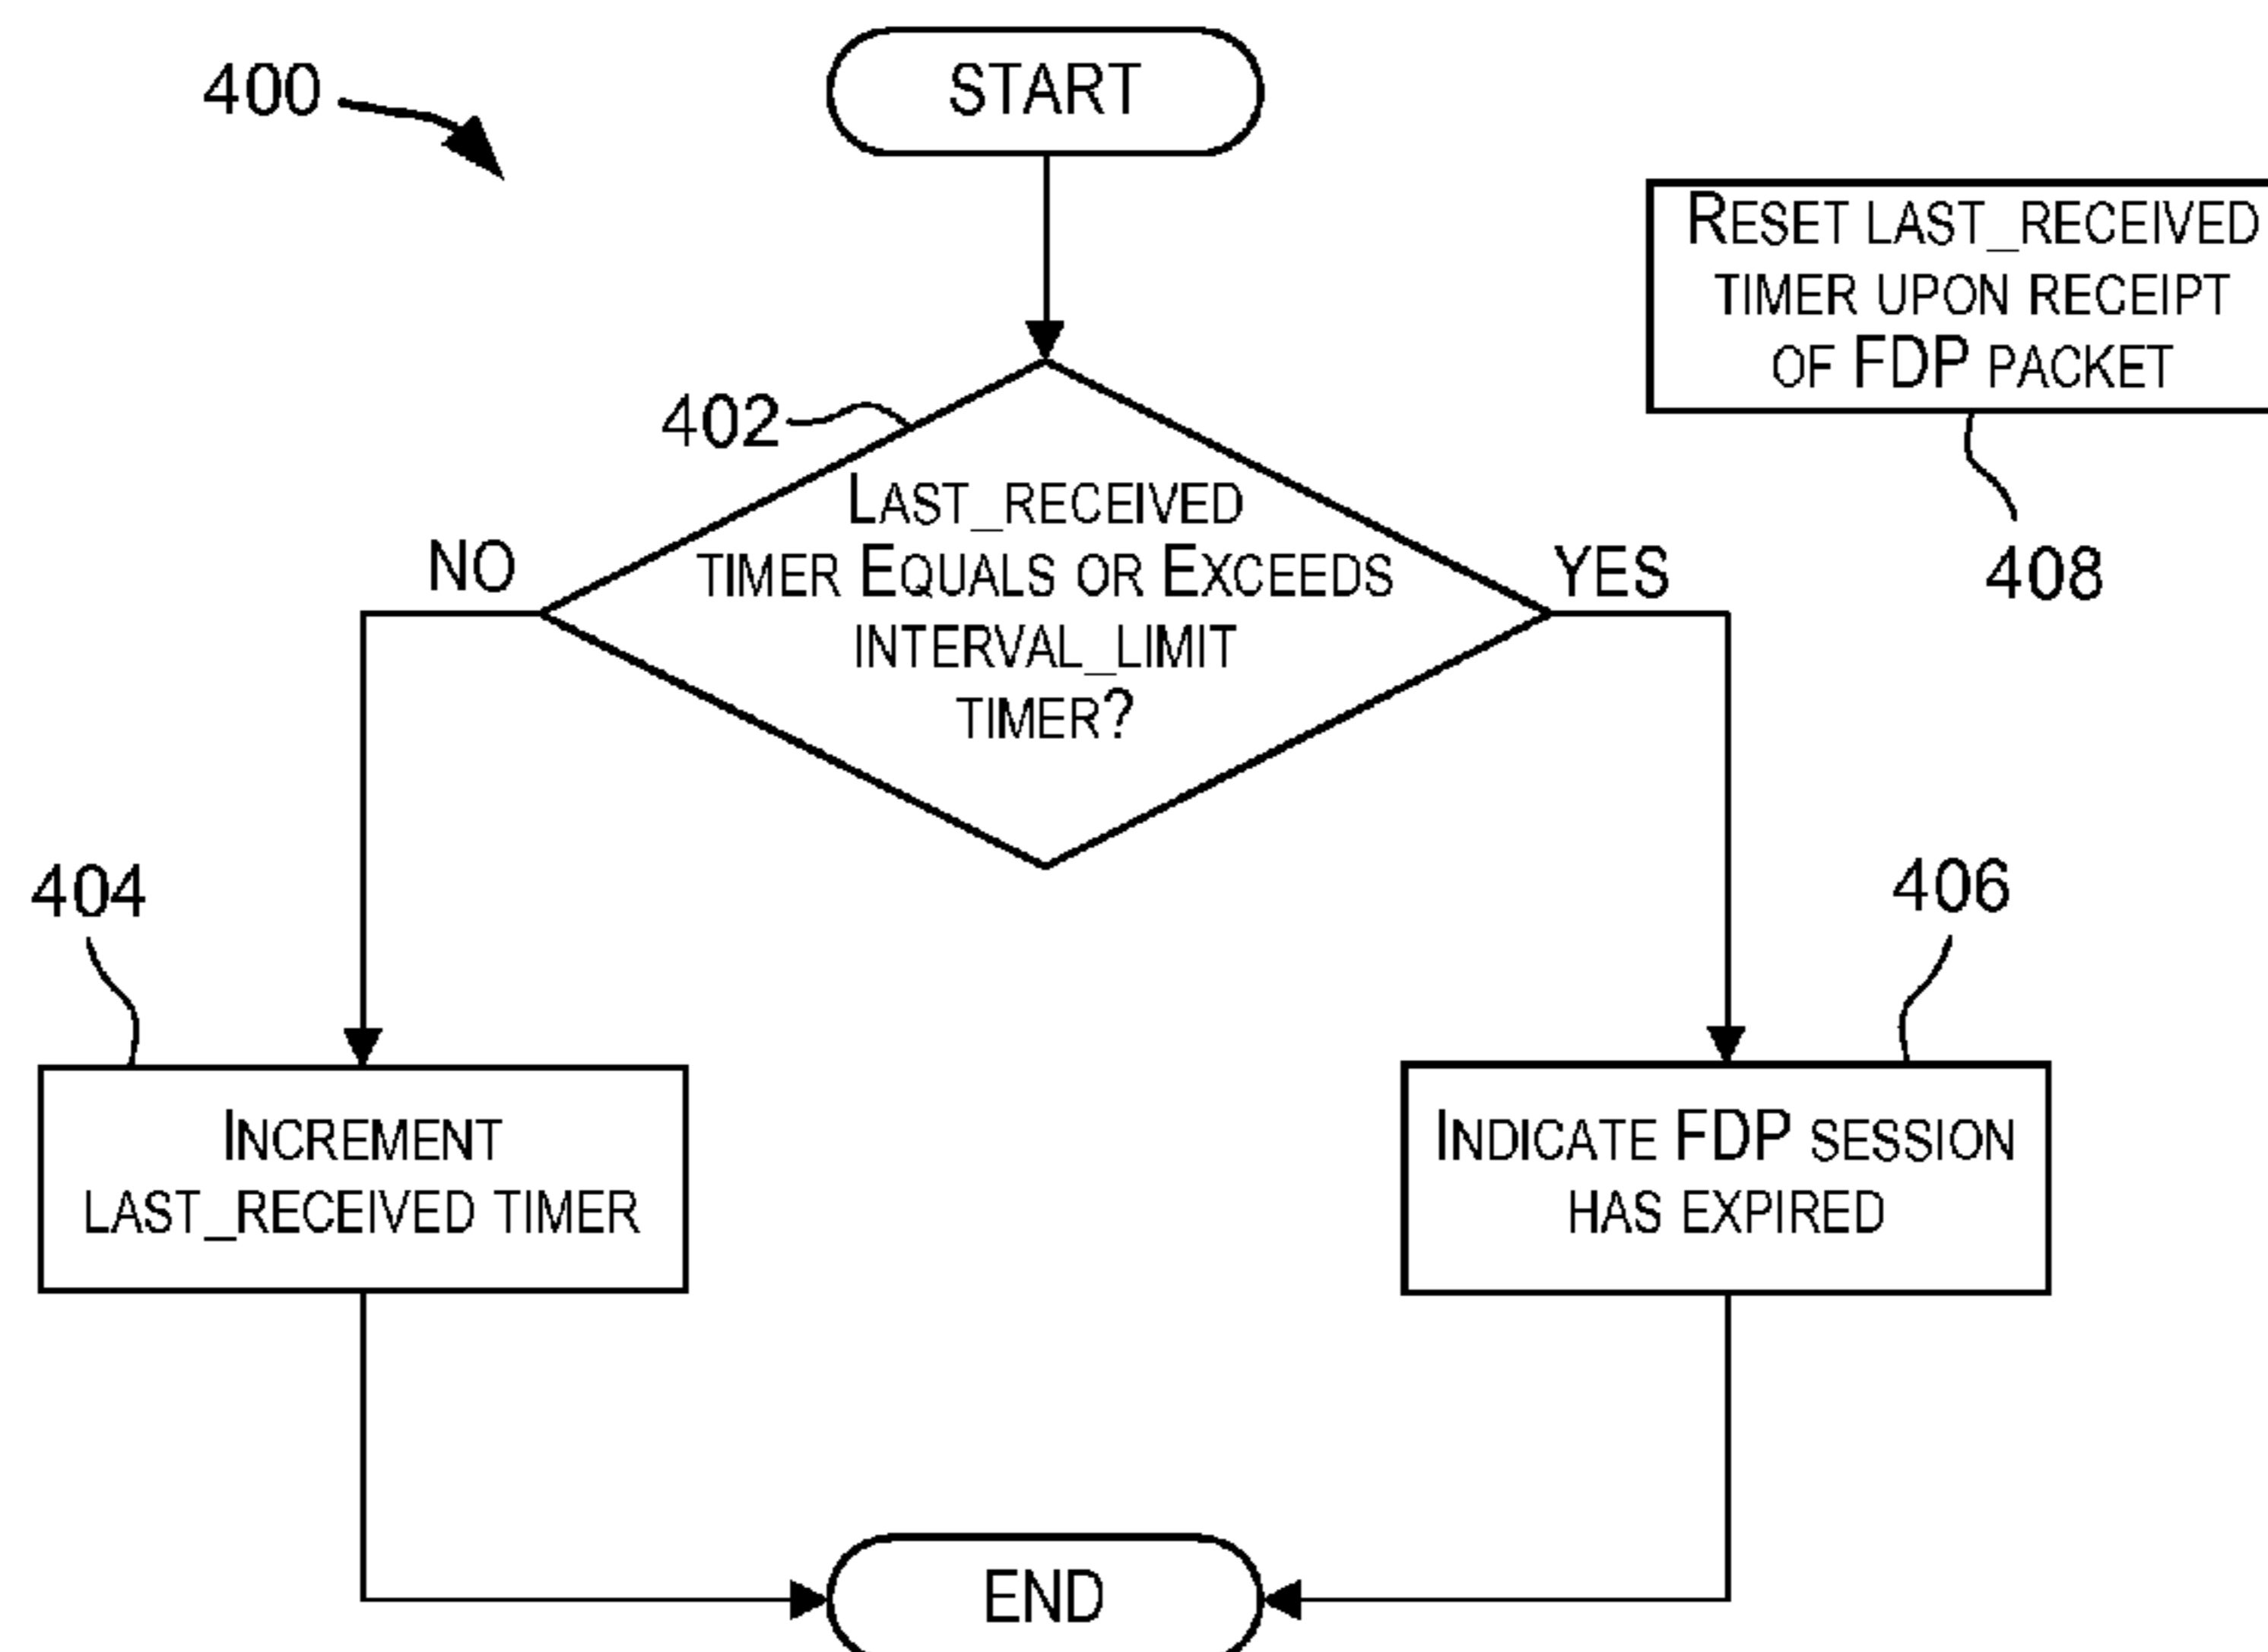 400
START
RESET LAST_RECEIVED
TIMER UPON RECEIPT
OF FDP PACKET
408
402
LAST_RECEIVED
TIMER EQUALS OR EXCEEDS
INTERVAL_LIMIT
TIMER?
NO
YES
404
INCREMENT
LAST_RECEIVED TIMER
406
INDICATE FDP SESSION
HAS EXPIRED
END